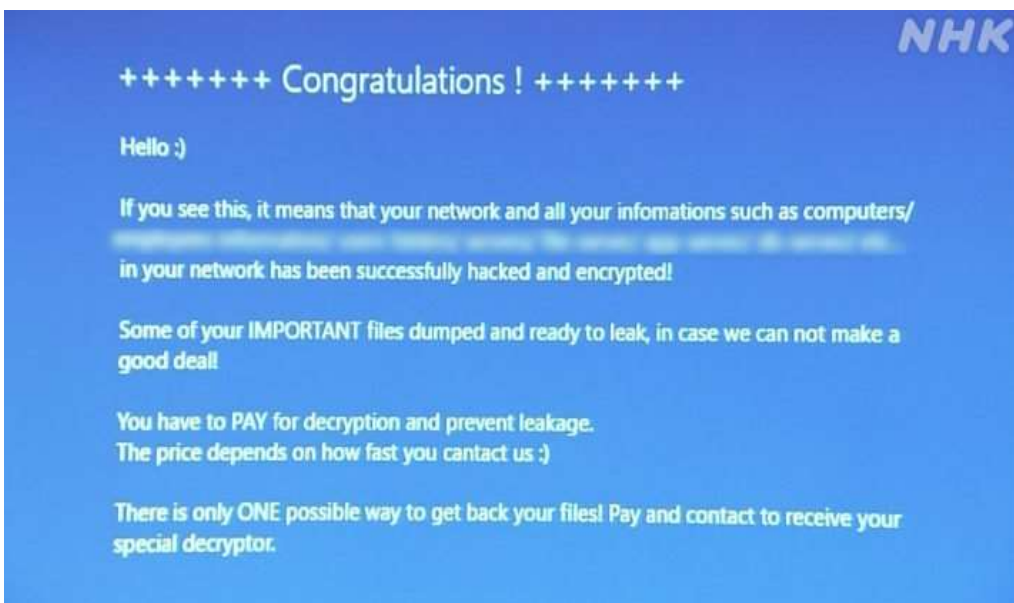 NHK
+++++++ Congratulations ! +++++++
Hello :)
If you see this, it means that your network and all your infomations such as computers/
in your network has been successfully hacked and encrypted!
Some of your IMPORTANT files dumped and ready to leak, in case we can not make a
good deal!
You have to PAY for decryption and prevent leakage.
The price depends on how fast you cantact us :)
There is only ONE possible way to get back your files! Pay and contact to receive your
special decryptor.